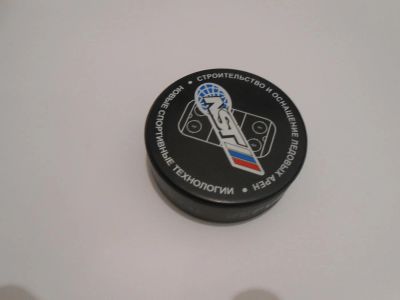 • СТРОИТЕЛЬСТВО И ОСНАЩЕНИЕ ЛЕДОВЫХ АРЕН •
НОВЫЕ СПОРТИВНЫЕ ТЕХНОЛОГИИ
NST